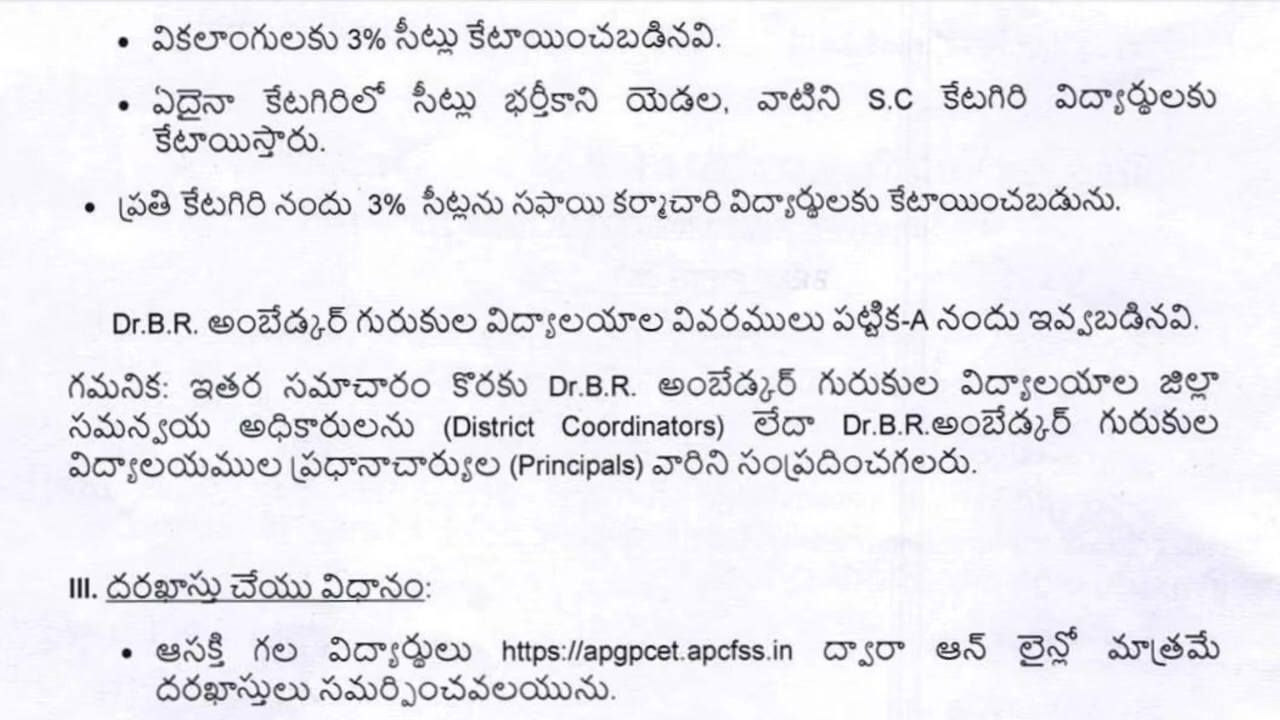 • వికలాంగులకు 3% సీట్లు కేటాయించబడినవి.
• ఏదైనా కేటగిరిలో సీట్లు భర్తీకాని యెడల, వాటిని S.C కేటగిరి విద్యార్థులకు
కేటాయిస్తారు.
• ప్రతి కేటగిరి నందు 3% సీట్లను సఫాయి కర్మాచారి విద్యార్థులకు కేటాయించబడును.
Dr.B.R. అంబేడ్కర్ గురుకుల విద్యాలయాల వివరములు పట్టిక-A నందు ఇవ్వబడినవి.
గమనిక: ఇతర సమాచారం కొరకు Dr.B.R. అంబేడ్కర్ గురుకుల విద్యాలయాల జిల్లా
సమన్వయ అధికారులను (District Coordinators) లేదా Dr.B.R.అంబేడ్కర్ గురుకుల
విద్యాలయముల ప్రధానాచార్యుల (Principals) వారిని సంప్రదించగలరు.
III. దరఖాస్తు చేయు విధానం:
• ఆసక్తి గల విద్యార్థులు https://apgpcet.apcfss.in ద్వారా ఆన్ లైన్లో మాత్రమే
దరఖాస్తులు సమర్పించవలయును.